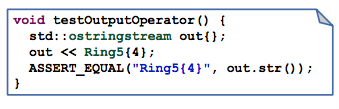 void testOutputOperator() {
  std::ostringstream out{};
  out << Ring5{4};
  ASSERT_EQUAL("Ring5{4}", out.str());
}